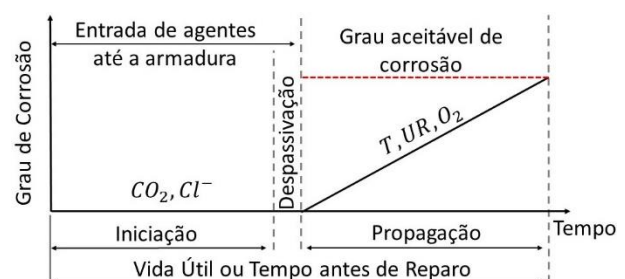 Entrada de agentes
até a armadura
Grau aceitável de
corrosão
Grau de Corrosão
Despassivação
T, UR, O₂
CO₂, Cl⁻
Tempo
Iniciação
Propagação
Vida Útil ou Tempo antes de Reparo